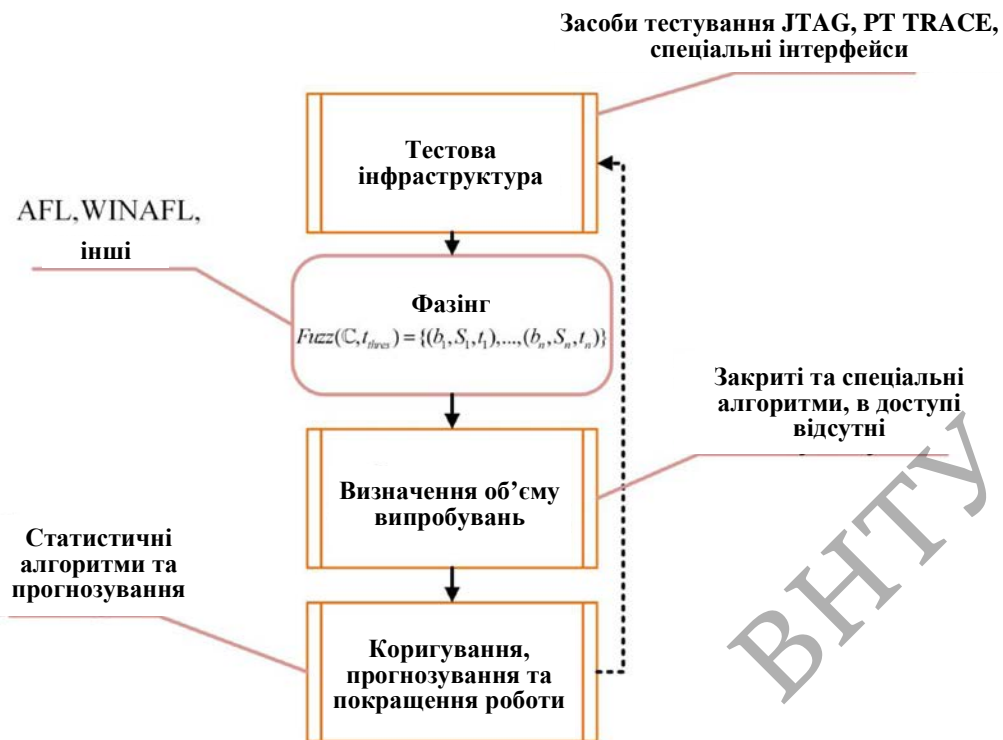 Засоби тестування JTAG, PT TRACE,
спеціальні інтерфейси
Тестова
інфраструктура
AFL,WINAFL,
інші
Фазінг
Fuzz(ℂ,t_thres)={(b_1,S_1,t_1),...,(b_n,S_n,t_n)}
Закриті та спеціальні
алгоритми, в доступі
відсутні
Визначення об’єму
випробувань
Статистичні
алгоритми та
прогнозування
Коригування,
прогнозування та
покращення роботи
ВНТУ